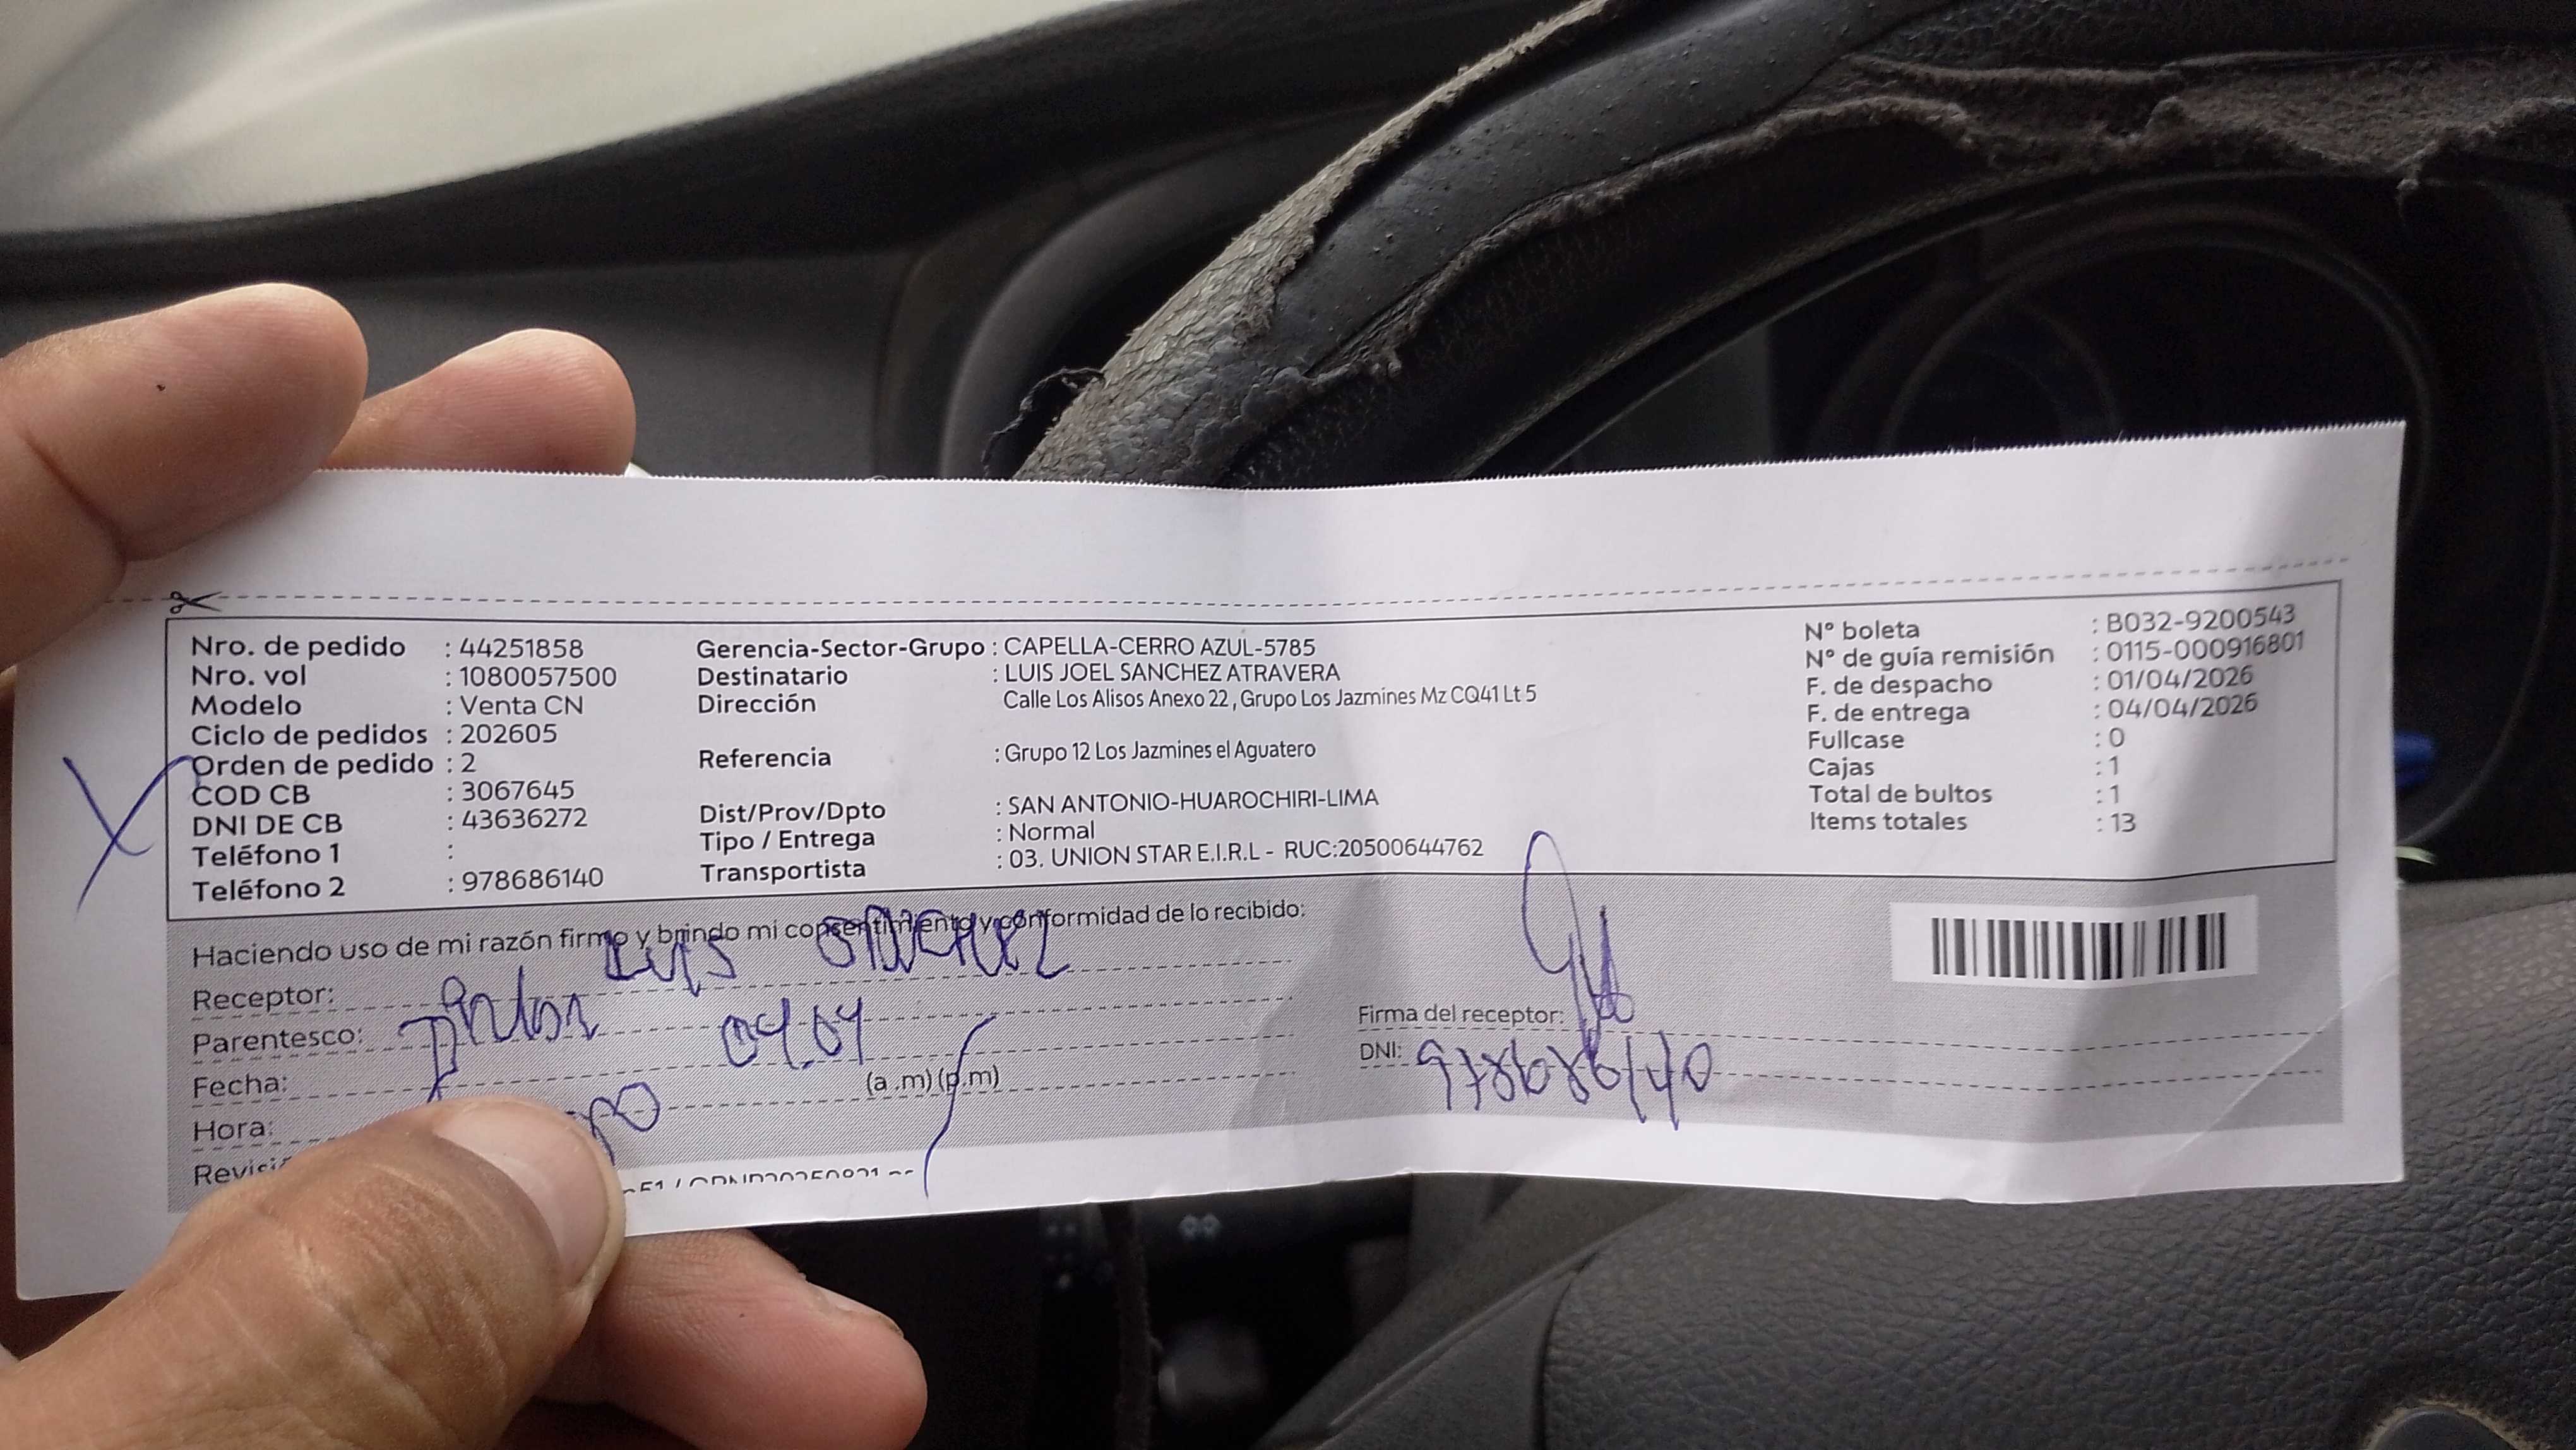 Nro. de pedido : 44251858
Nro. vol : 1080057500
Modelo : Venta CN
Ciclo de pedidos : 202605
Orden de pedido : 2
COD CB : 3067645
DNI DE CB : 43636272
Teléfono 1 :
Teléfono 2 : 978686140
Gerencia-Sector-Grupo : CAPELLA-CERRO AZUL-5785
Destinatario : LUIS JOEL SANCHEZ ATRAVERA
Dirección Calle Los Alisos Anexo 22, Grupo Los Jazmines Mz CQ41 Lt 5
Referencia : Grupo 12 Los Jazmines el Aguatero
Dist/Prov/Dpto : SAN ANTONIO-HUAROCHIRI-LIMA
Tipo / Entrega : Normal
Transportista : 03. UNION STAR E.I.R.L - RUC:20500644762
N° boleta : B032-9200543
N° de guía remisión : 0115-000916801
F. de despacho : 01/04/2026
F. de entrega : 04/04/2026
Fullcase : 0
Cajas : 1
Total de bultos : 1
Items totales : 13
Haciendo uso de mi razón firmo y brindo mi consentimiento y conformidad de lo recibido:
Receptor: Luis SANCHEZ
Parentesco:
Fecha: 04.04
Hora: (a.m) (p.m)
Firma del receptor:
DNI: 978686140